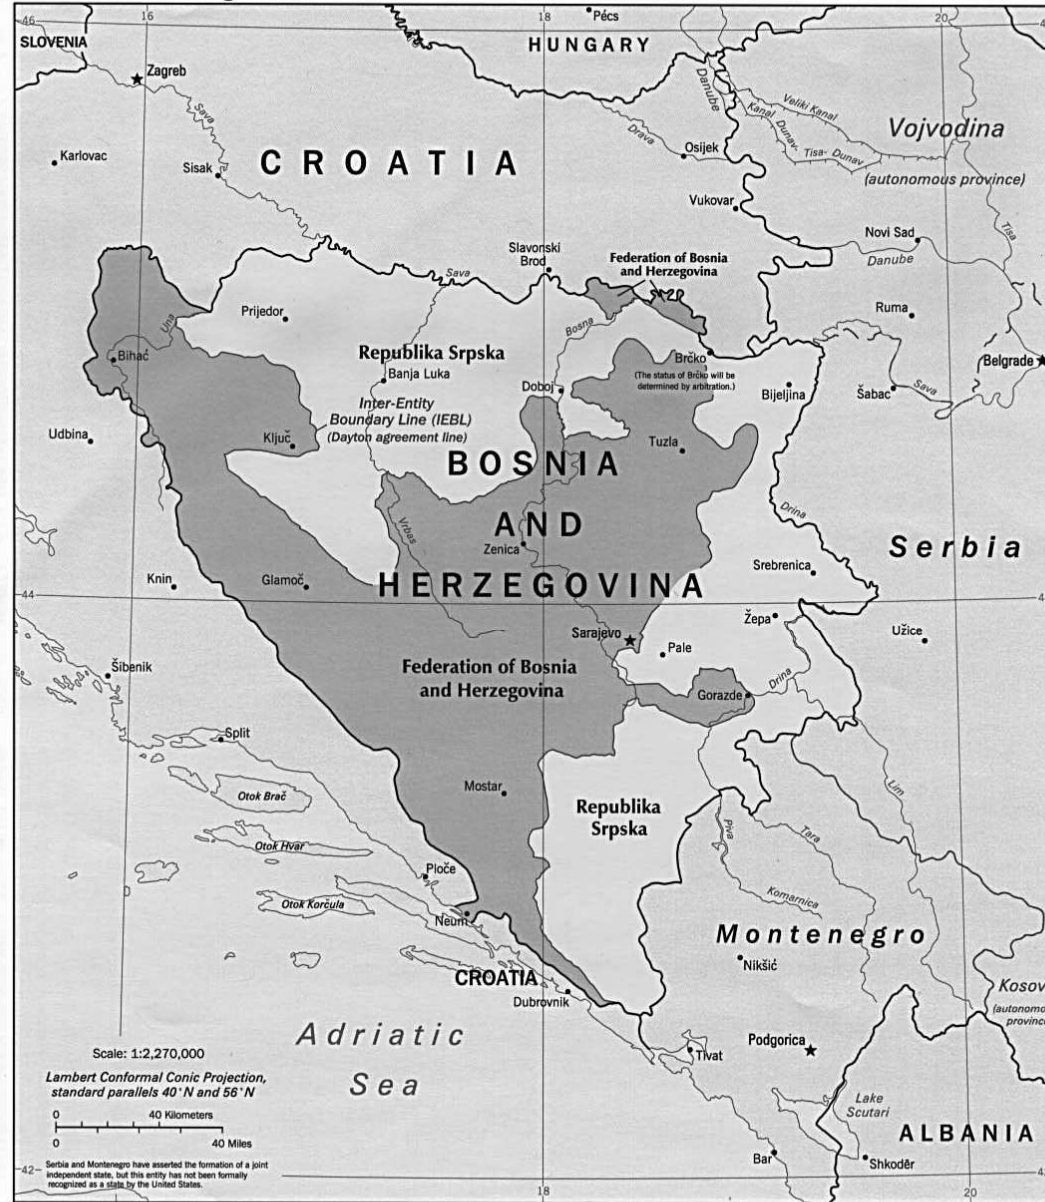 46
16
18
20
Pécs
SLOVENIA
HUNGARY
Zagreb
Danube
Veliki Kanal
Sava
Kanal Dunav-
Tisa- Dunav
Vojvodina
(autonomous province)
Drava
Karlovac
Sisak
CROATIA
Osijek
Vukovar
Tisa
Novi Sad
Danube
Slavonski
Brod
Federation of Bosnia
and Herzegovina
Sava
Prijedor
Una
Bosna
Ruma
Bihać
Republika Srpska
Banja Luka
Brčko
(The status of Brčko will be
determined by arbitration.)
Belgrade
Doboj
Bijeljina
Šabac
Sava
Inter-Entity
Boundary Line (IEBL)
(Dayton agreement line)
Udbina
Ključ
Tuzla
BOSNIA
AND
HERZEGOVINA
Vrbas
Zenica
Drina
Serbia
Srebrenica
Knin
Glamoč
44
Žepa
Užice
Sarajevo
Pale
Drina
Šibenik
Federation of Bosnia
and Herzegovina
Gorazde
Split
Lim
Otok Brač
Mostar
Republika
Srpska
Piva
Tara
Otok Hvar
Ploče
Komarnica
Otok Korčula
Neum
Montenegro
Nikšić
CROATIA
Dubrovnik
Kosov
(autonomo
province
Adriatic
Sea
Podgorica
Tivat
Scale: 1:2,270,000
Lambert Conformal Conic Projection,
standard parallels 40°N and 56°N
0 40 Kilometers
0 40 Miles
Lake
Scutari
ALBANIA
Serbia and Montenegro have asserted the formation of a joint
independent state, but this entity has not been formally
recognized as a state by the United States.
42
Bar
Shkodër
18
20